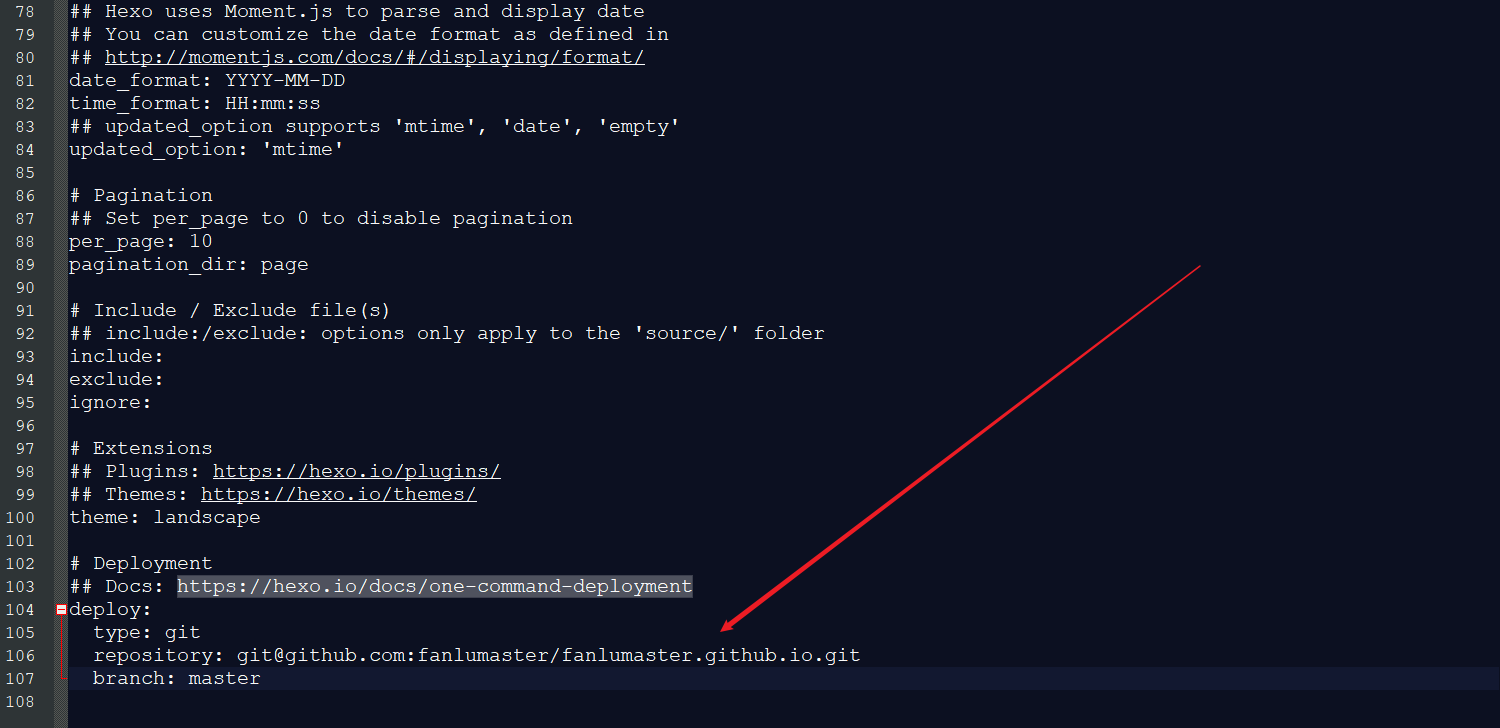 78 ## Hexo uses Moment.js to parse and display date
79 ## You can customize the date format as defined in
80 ## http://momentjs.com/docs/#/displaying/format/
81 date_format: YYYY-MM-DD
82 time_format: HH:mm:ss
83 ## updated_option supports 'mtime', 'date', 'empty'
84 updated_option: 'mtime'
85
86 # Pagination
87 ## Set per_page to 0 to disable pagination
88 per_page: 10
89 pagination_dir: page
90
91 # Include / Exclude file(s)
92 ## include:/exclude: options only apply to the 'source/' folder
93 include:
94 exclude:
95 ignore:
96
97 # Extensions
98 ## Plugins: https://hexo.io/plugins/
99 ## Themes: https://hexo.io/themes/
100 theme: landscape
101
102 # Deployment
103 ## Docs: https://hexo.io/docs/one-command-deployment
104 deploy:
105   type: git
106   repository: git@github.com:fanlumaster/fanlumaster.github.io.git
107   branch: master
108